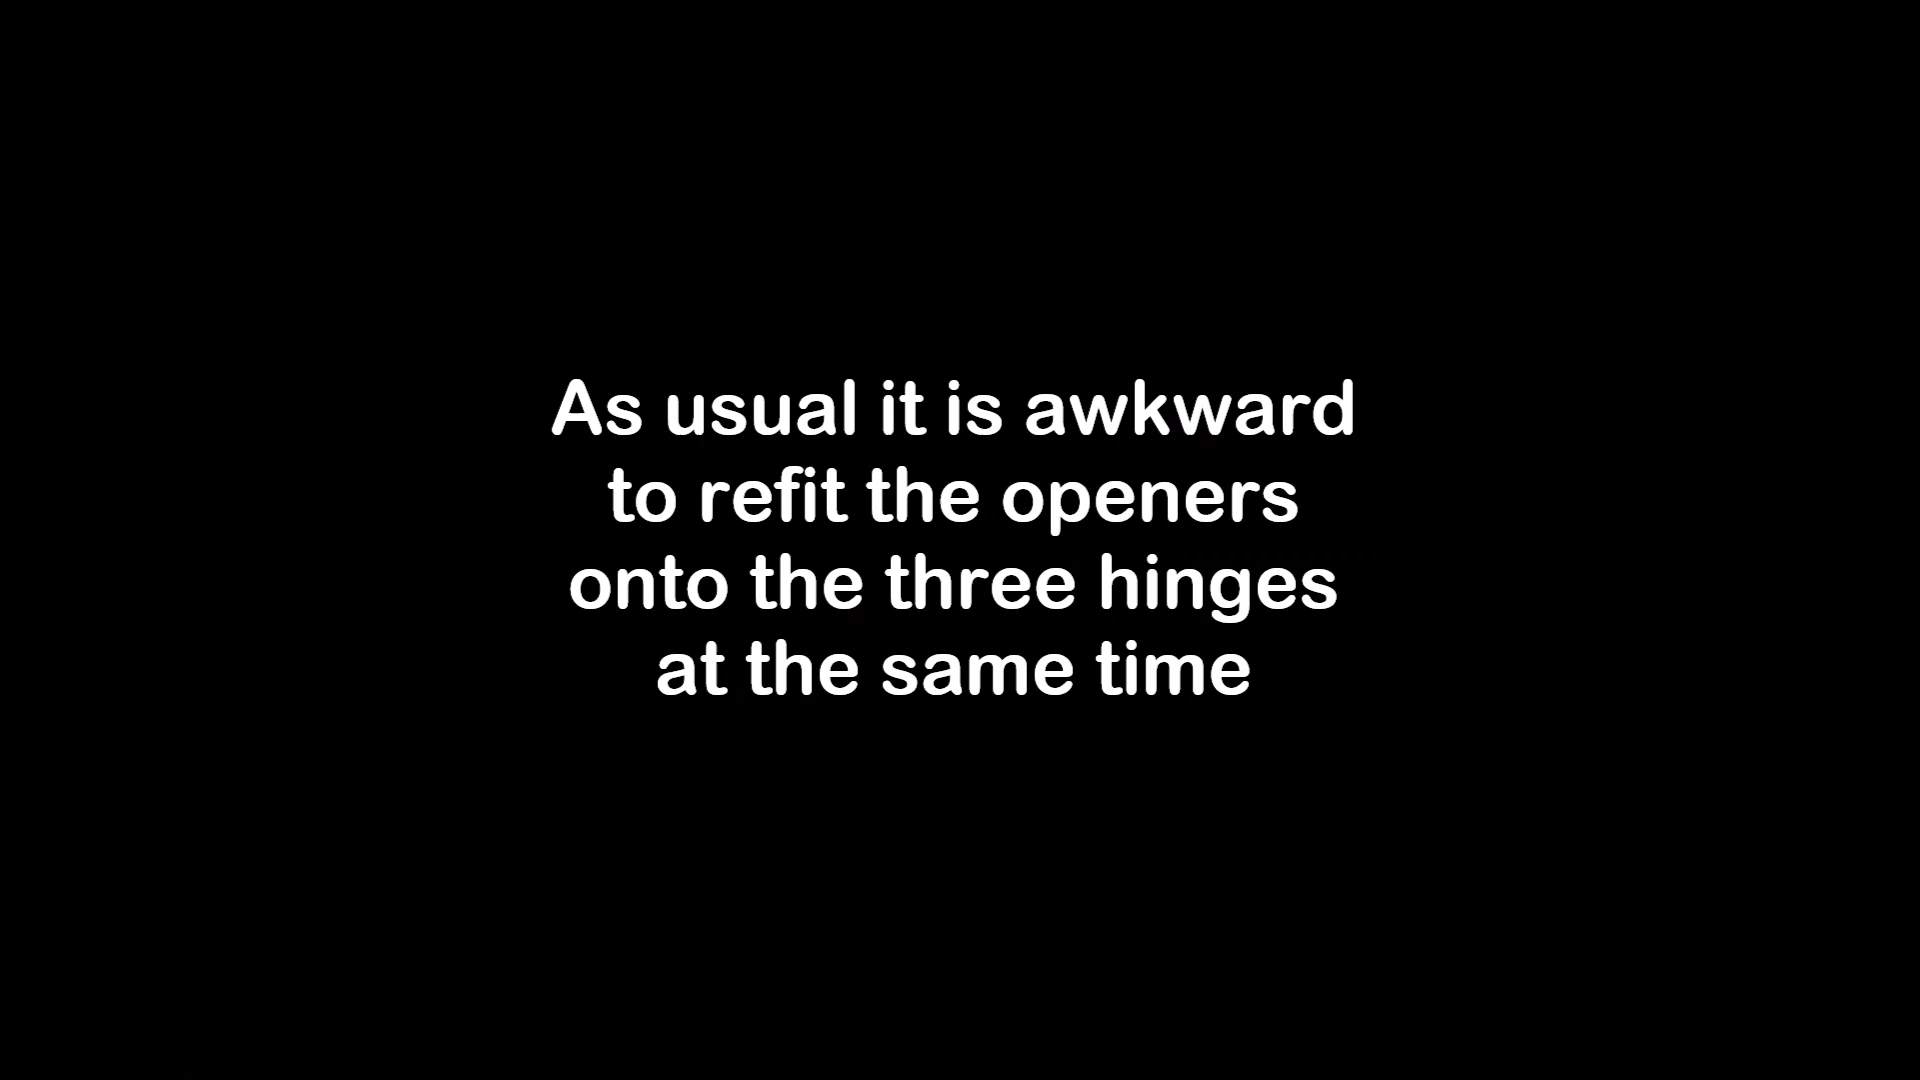 As usual it is awkward
to refit the openers
onto the three hinges
at the same time